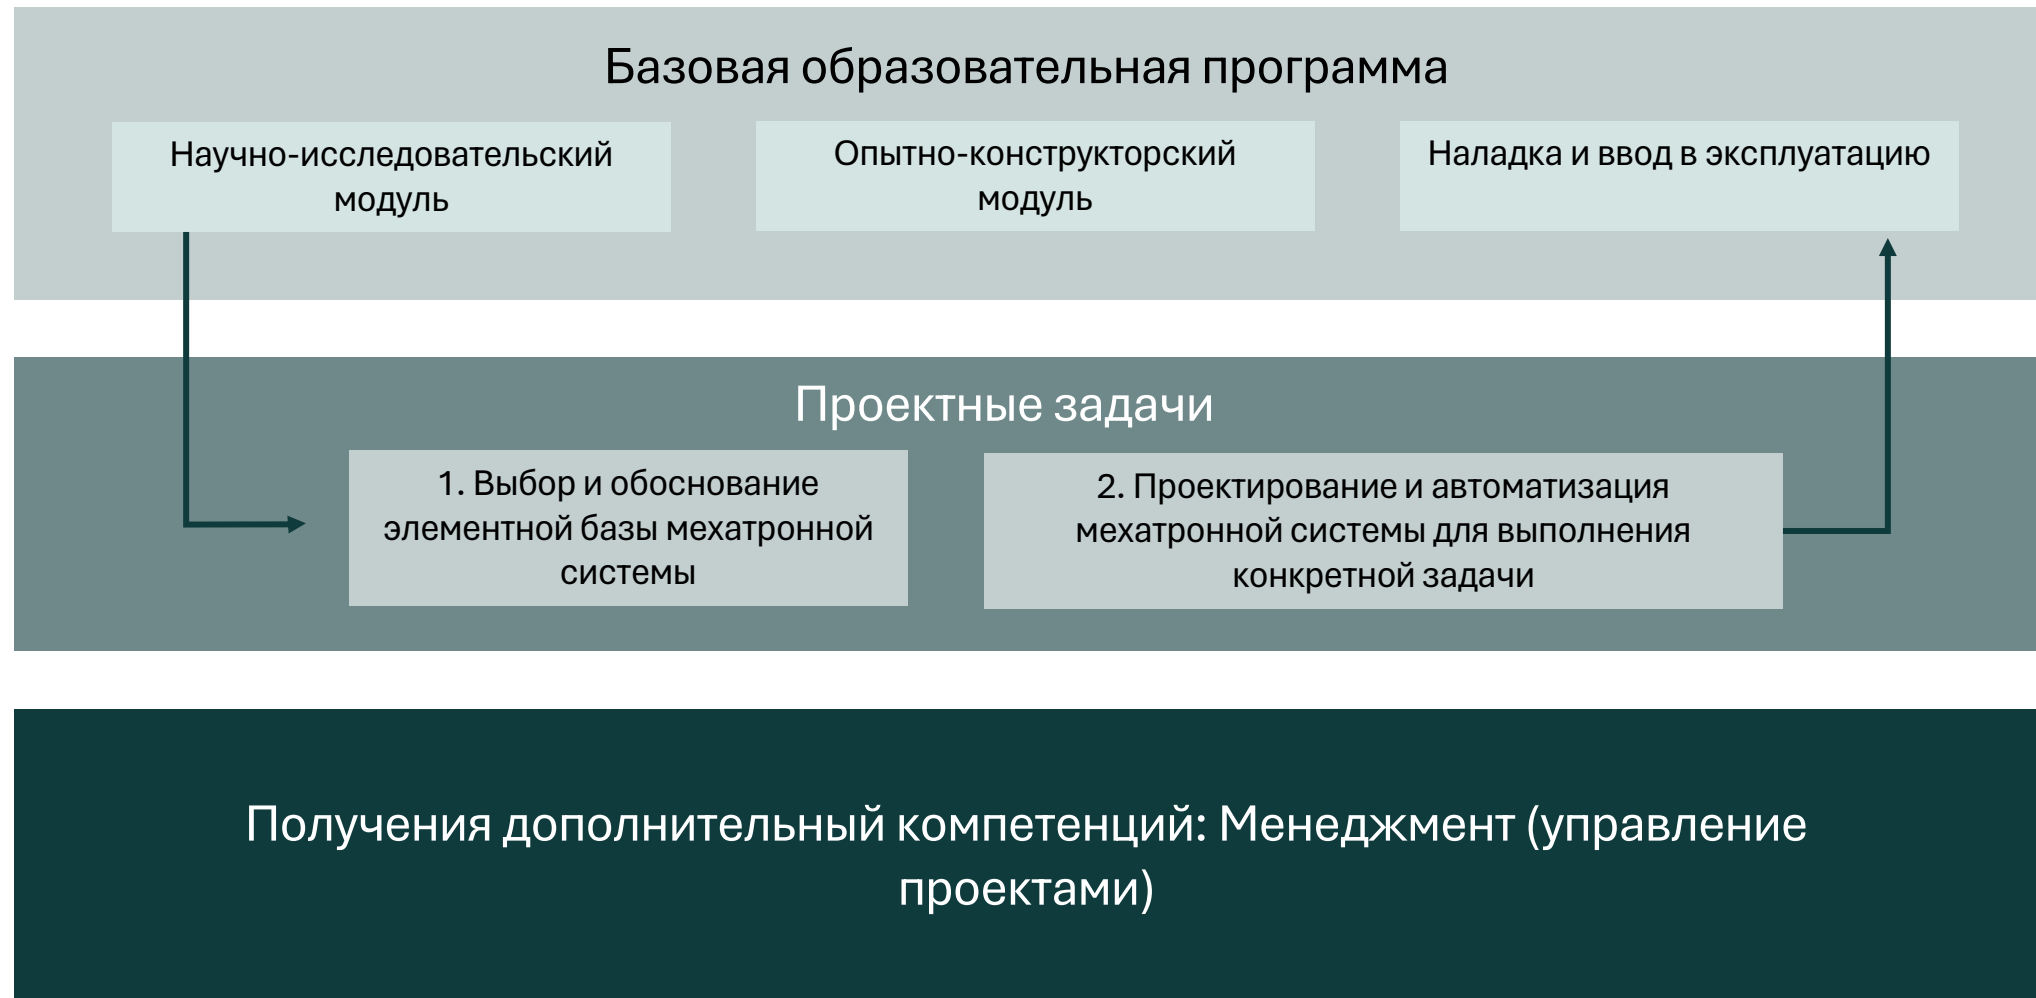 Базовая образовательная программа
Научно-исследовательский
модуль
Опытно-конструкторский
модуль
Наладка и ввод в эксплуатацию
Проектные задачи
1. Выбор и обоснование
элементной базы мехатронной
системы
2. Проектирование и автоматизация
мехатронной системы для выполнения
конкретной задачи
Получения дополнительный компетенций: Менеджмент (управление
проектами)